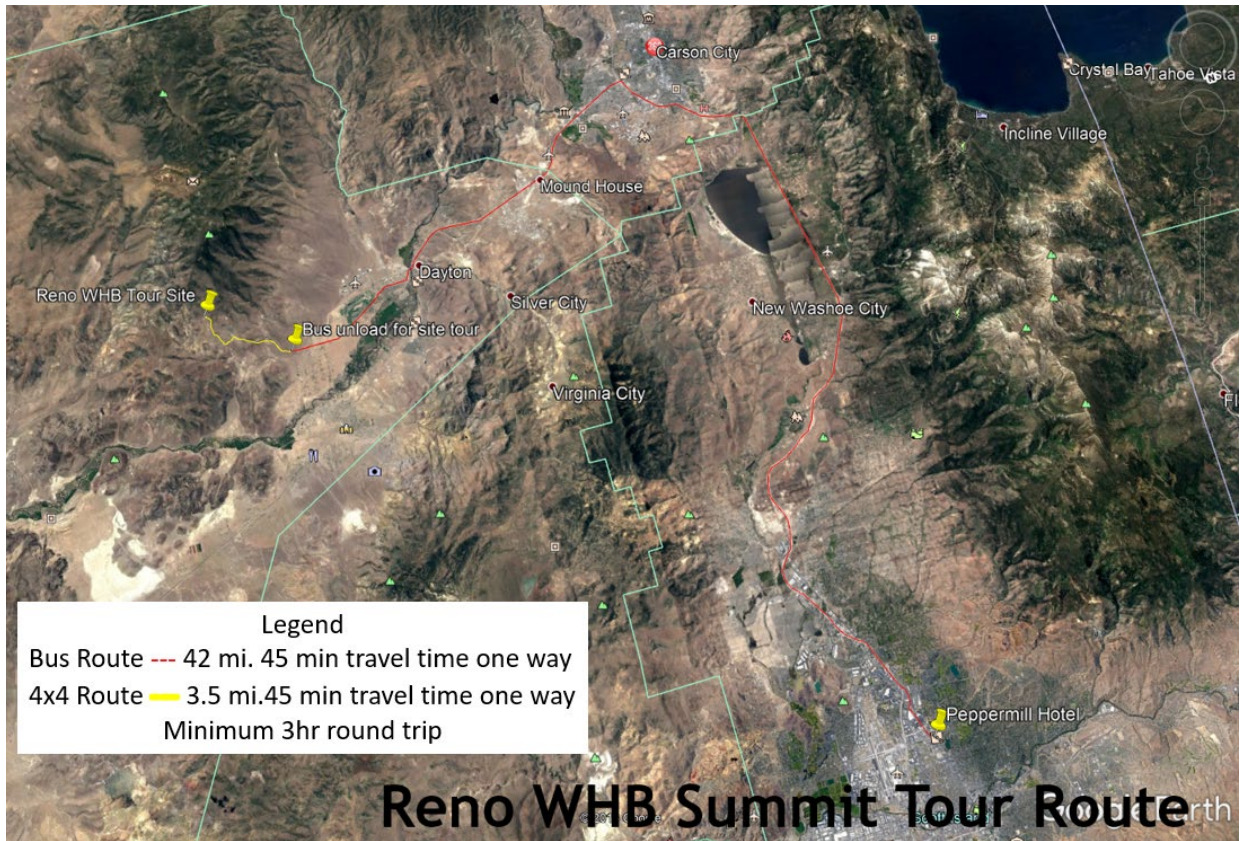 Carson City
Crystal Bay
Tahoe Vista
N
Incline Village
Mound House
Dayton
Reno WHB Tour Site
Silver City
New Washoe City
Bus unload for site tour
Virginia City
Fl
Legend
Bus Route --- 42 mi. 45 min travel time one way
4x4 Route 3.5 mi.45 min travel time one way
Minimum 3hr round trip
Peppermill Hotel
Reno WHB Summit Tour Route
Google Earth